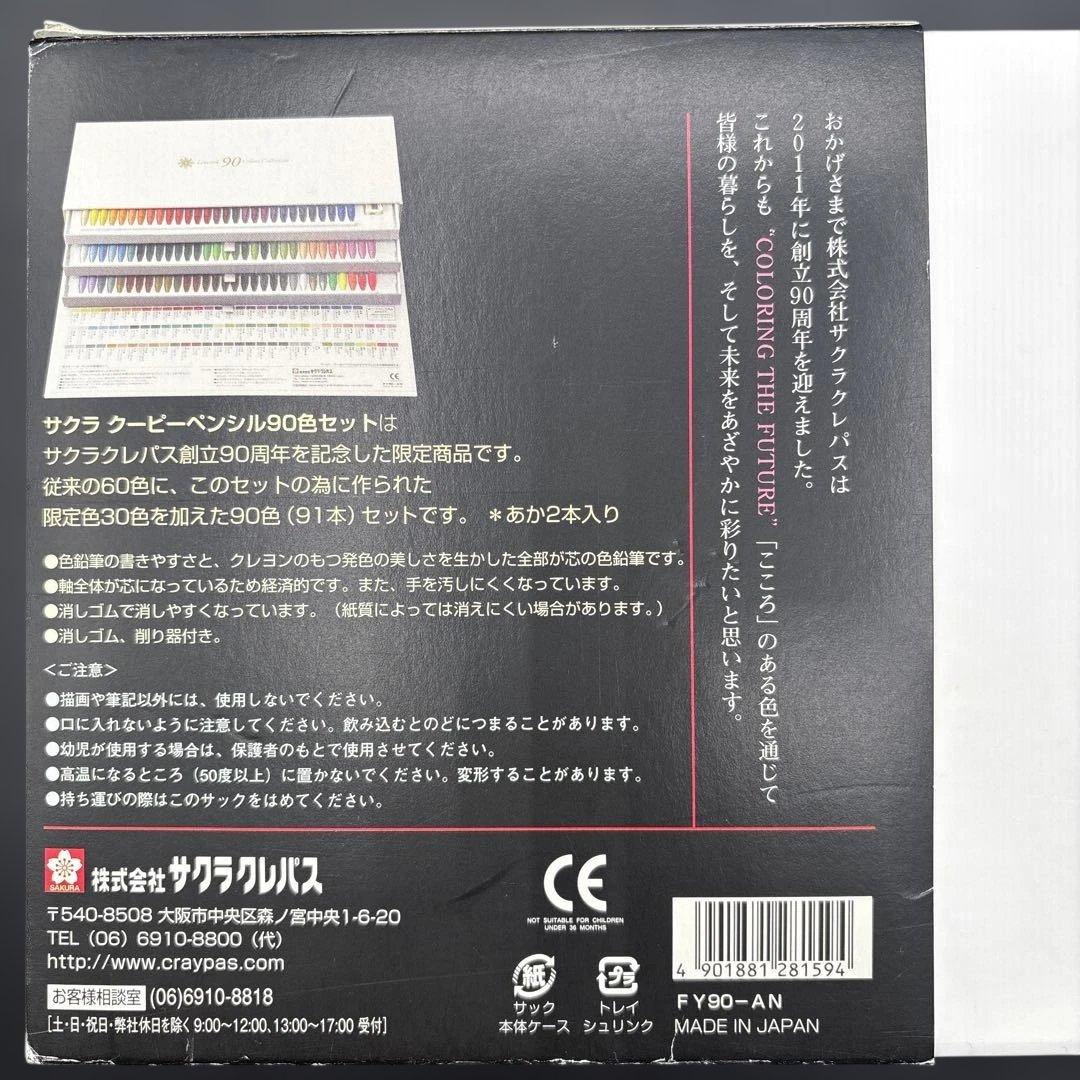 おかげさまで株式会社サクラクレパスは
2011年に創立90周年を迎えました。
これからも“COLORING THE FUTURE”「こころ」のある色を通じて
皆様の暮らしを、そして未来をあざやかに彩りたいと思います。
90 Colors Collection
サクラクレパス
CE
FY90-AN
サクラ クーピーペンシル90色セットは
サクラクレパス創立90周年を記念した限定商品です。
従来の60色に、このセットの為に作られた
限定色30色を加えた90色(91本)セットです。 *あか2本入り
●色鉛筆の書きやすさと、クレヨンのもつ発色の美しさを生かした全部が芯の色鉛筆です。
●軸全体が芯になっているため経済的です。また、手を汚しにくくなっています。
●消しゴムで消しやすくなっています。(紙質によっては消えにくい場合があります。)
●消しゴム、削り器付き。
<ご注意>
●描画や筆記以外には、使用しないでください。
●口に入れないように注意してください。飲み込むとのどにつまることがあります。
●幼児が使用する場合は、保護者のもとで使用させてください。
●高温になるところ(50度以上)に置かないでください。変形することがあります。
●持ち運びの際はこのサックをはめてください。
SAKURA
株式会社サクラクレパス
〒540-8508 大阪市中央区森ノ宮中央1-6-20
TEL(06)6910-8800(代)
http://www.craypas.com
お客様相談室 (06)6910-8818
[土・日・祝日・弊社休日を除く 9:00~12:00、13:00~17:00 受付]
CE
NOT SUITABLE FOR CHILDREN
UNDER 36 MONTHS
紙
サック
本体ケース
プラ
トレイ
シュリンク
4 901881 281594
FY90-AN
MADE IN JAPAN